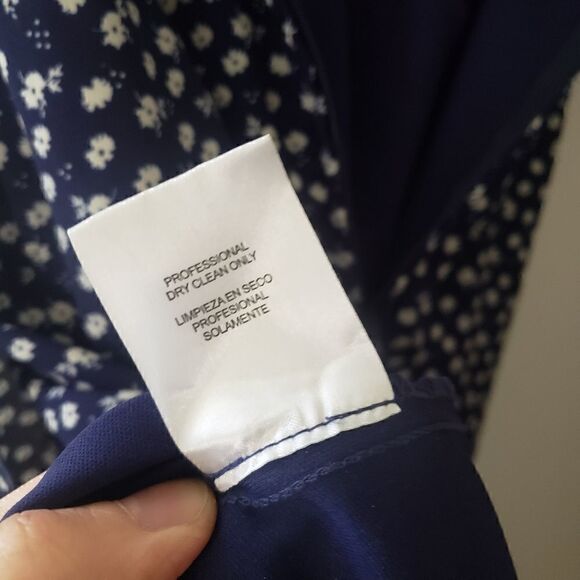 PROFESSIONAL
DRY CLEAN ONLY
LIMPIEZA EN SECO
PROFESIONAL
SOLAMENTE